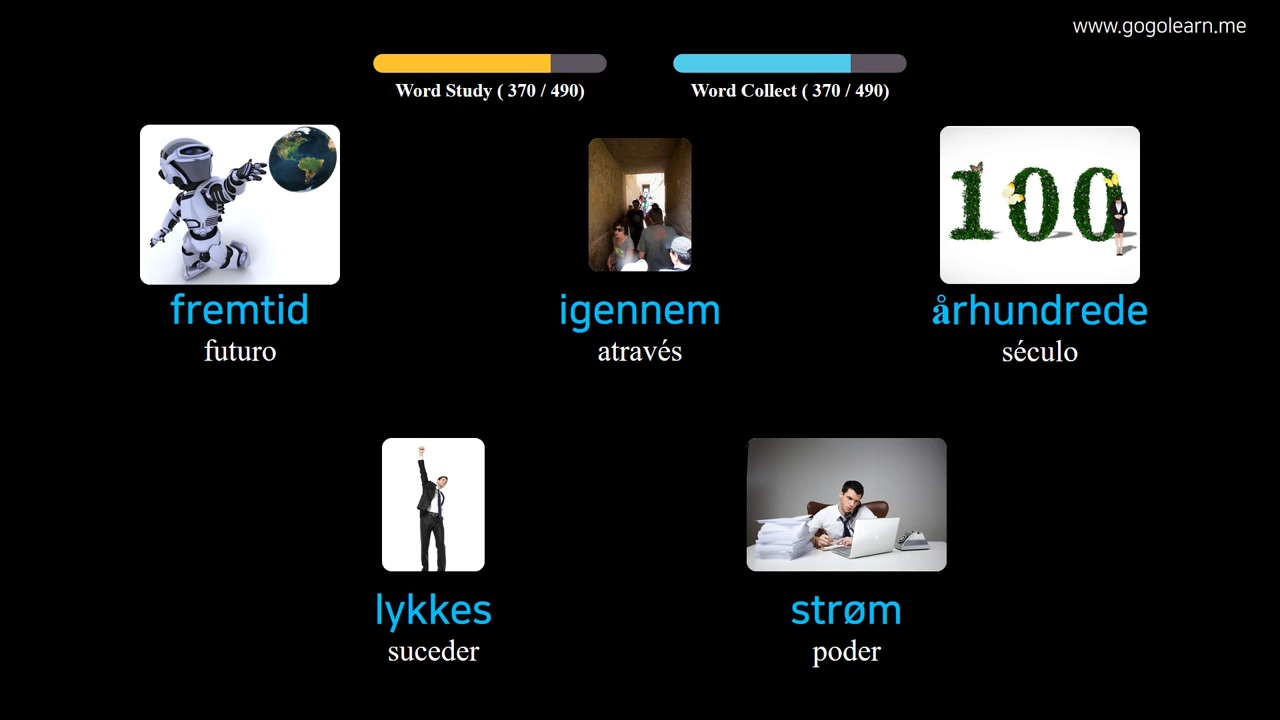 www.gogolearn.me
Word Study ( 370 / 490)
Word Collect ( 370 / 490)
100
fremtid
futuro
igennem
através
århundrede
século
lykkes
suceder
strøm
poder